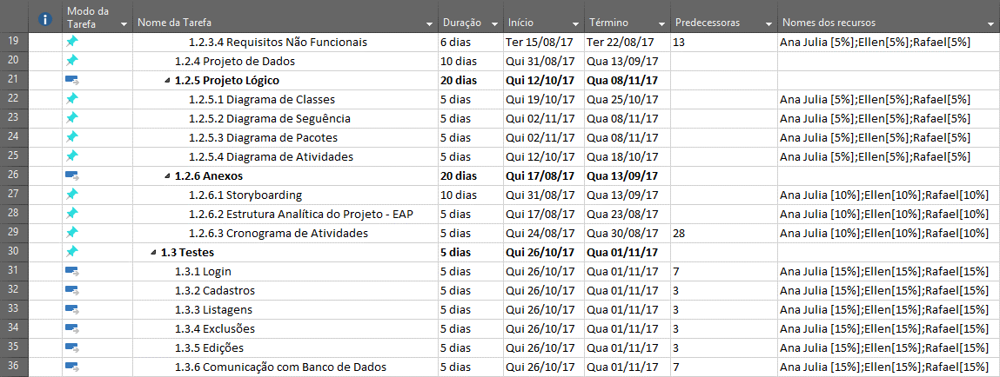 Modo da Tarefa Nome da Tarefa Duração Início Término Predecessoras Nomes dos recursos
19 1.2.3.4 Requisitos Não Funcionais 6 dias Ter 15/08/17 Ter 22/08/17 13 Ana Julia [5%];Ellen[5%];Rafael[5%]
20 1.2.4 Projeto de Dados 10 dias Qui 31/08/17 Qua 13/09/17
21 1.2.5 Projeto Lógico 20 dias Qui 12/10/17 Qua 08/11/17
22 1.2.5.1 Diagrama de Classes 5 dias Qui 19/10/17 Qua 25/10/17 Ana Julia [5%];Ellen[5%];Rafael[5%]
23 1.2.5.2 Diagrama de Seguência 5 dias Qui 02/11/17 Qua 08/11/17 Ana Julia [5%];Ellen[5%];Rafael[5%]
24 1.2.5.3 Diagrama de Pacotes 5 dias Qui 02/11/17 Qua 08/11/17 Ana Julia [5%];Ellen[5%];Rafael[5%]
25 1.2.5.4 Diagrama de Atividades 5 dias Qui 12/10/17 Qua 18/10/17 Ana Julia [5%];Ellen[5%];Rafael[5%]
26 1.2.6 Anexos 20 dias Qui 17/08/17 Qua 13/09/17
27 1.2.6.1 Storyboarding 10 dias Qui 31/08/17 Qua 13/09/17 Ana Julia [10%];Ellen[10%];Rafael[10%]
28 1.2.6.2 Estrutura Analítica do Projeto - EAP 5 dias Qui 17/08/17 Qua 23/08/17 Ana Julia [10%];Ellen[10%];Rafael[10%]
29 1.2.6.3 Cronograma de Atividades 5 dias Qui 24/08/17 Qua 30/08/17 28 Ana Julia [10%];Ellen[10%];Rafael[10%]
30 1.3 Testes 5 dias Qui 26/10/17 Qua 01/11/17
31 1.3.1 Login 5 dias Qui 26/10/17 Qua 01/11/17 7 Ana Julia [15%];Ellen[15%];Rafael[15%]
32 1.3.2 Cadastros 5 dias Qui 26/10/17 Qua 01/11/17 3 Ana Julia [15%];Ellen[15%];Rafael[15%]
33 1.3.3 Listagens 5 dias Qui 26/10/17 Qua 01/11/17 3 Ana Julia [15%];Ellen[15%];Rafael[15%]
34 1.3.4 Exclusões 5 dias Qui 26/10/17 Qua 01/11/17 3 Ana Julia [15%];Ellen[15%];Rafael[15%]
35 1.3.5 Edições 5 dias Qui 26/10/17 Qua 01/11/17 3 Ana Julia [15%];Ellen[15%];Rafael[15%]
36 1.3.6 Comunicação com Banco de Dados 5 dias Qui 26/10/17 Qua 01/11/17 7 Ana Julia [15%];Ellen[15%];Rafael[15%]